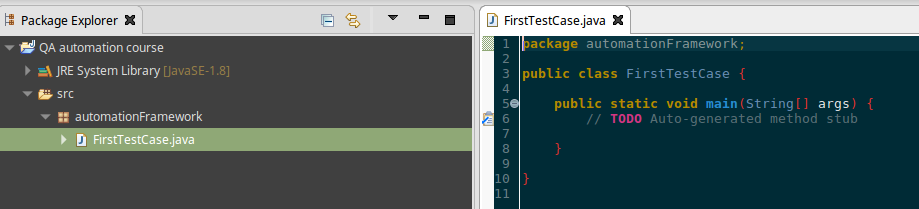 Package Explorer
QA automation course
JRE System Library [JavaSE-1.8]
src
automationFramework
FirstTestCase.java
FirstTestCase.java
1 package automationFramework;
2
3 public class FirstTestCase {
4
5 public static void main(String[] args) {
6 // TODO Auto-generated method stub
7
8 }
9
10 }
11